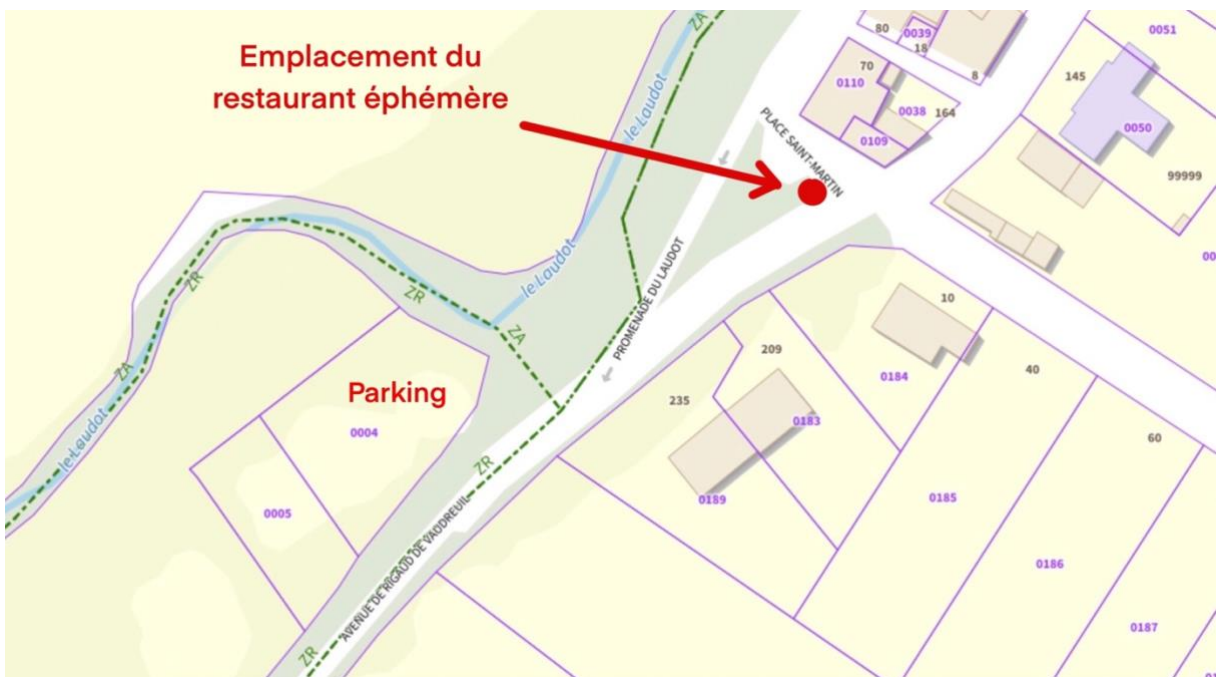 Emplacement du
restaurant éphémère
Parking
ZA
le Laudot
PLACE SAINT-MARTIN
80
0039
18
8
70
0110
0038
164
0109
0051
145
0050
99999
00
le Laudot
ZR
ZR
ZA
ZA
le Laudot
PROMENADE DU LAUDOT
10
209
0184
40
235
0183
60
0004
0189
0185
ZR
0005
0186
AVENUE DE RIGAUD DE VAUDREUIL
0187
ZR